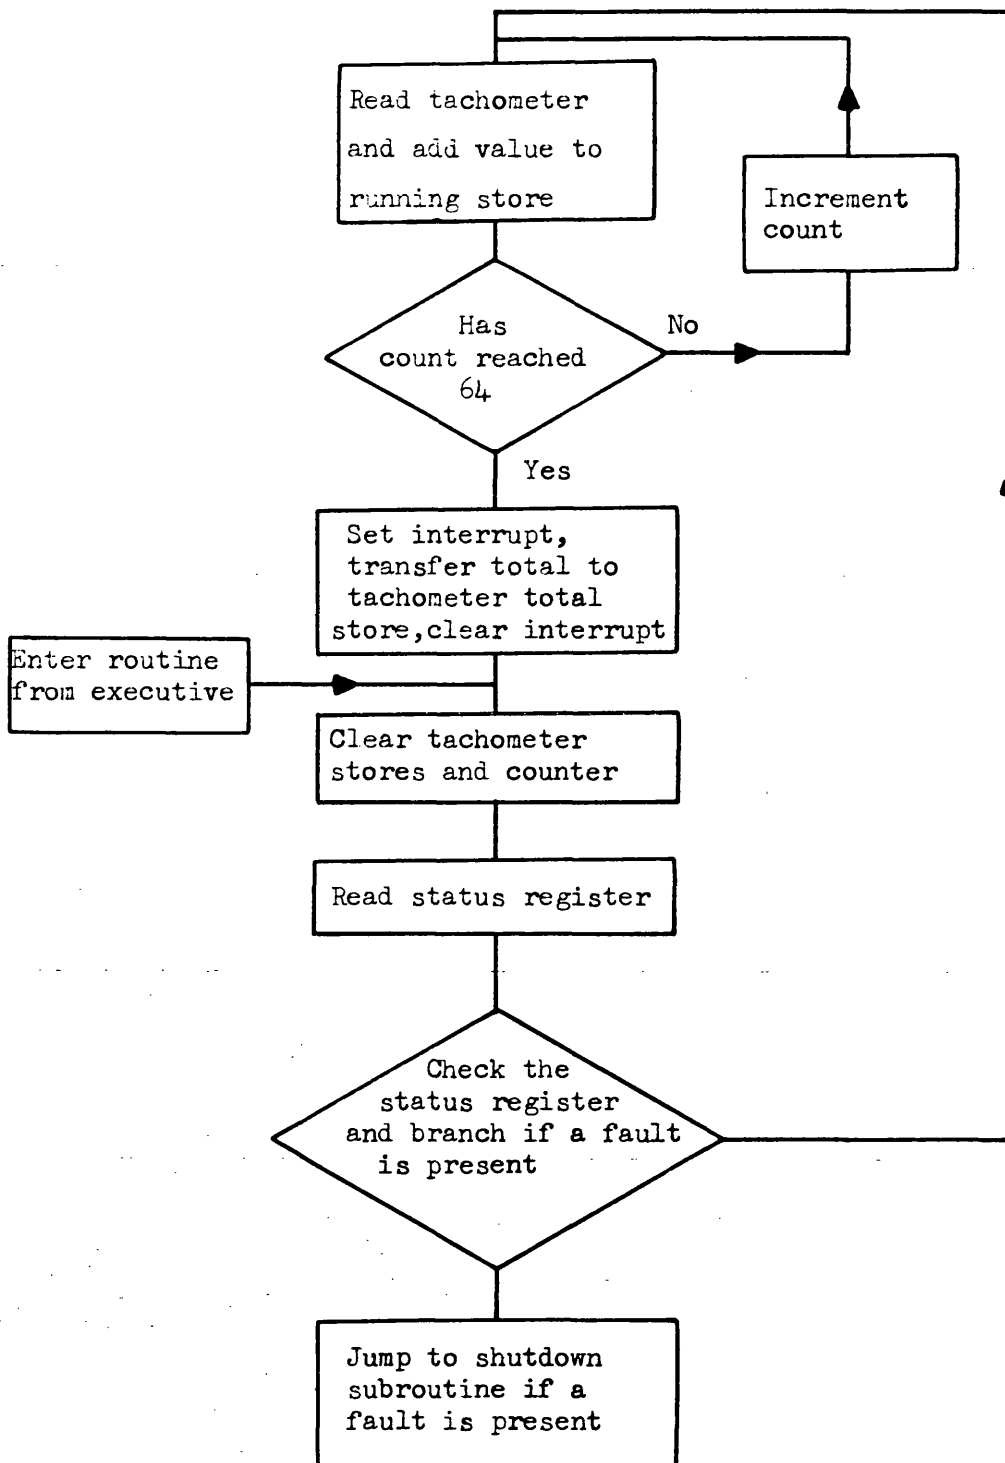 Read tachometer
and add value to
running store
Increment
count
Has
count reached
64
No
Yes
Set interrupt,
transfer total to
tachometer total
store,clear interrupt
Enter routine
from executive
Clear tachometer
stores and counter
Read status register
Check the
status register
and branch if a fault
is present
Jump to shutdown
subroutine if a
fault is present